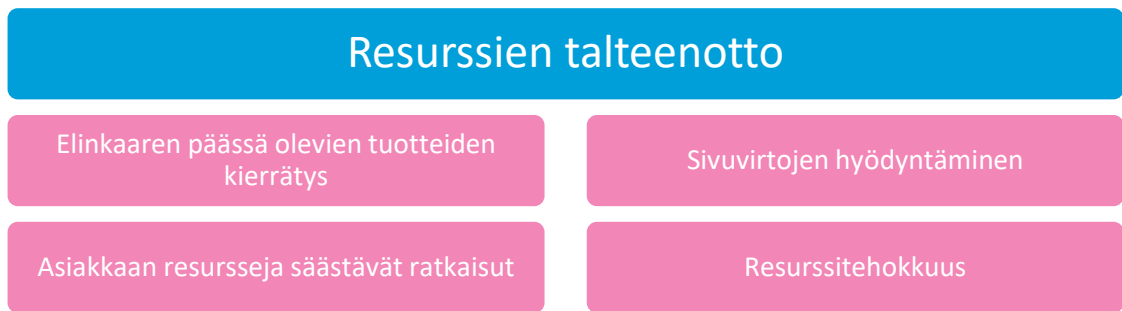 Resurssien talteenotto
Elinkaaren päässä olevien tuotteiden
kierrätys
Sivuvirtojen hyödyntäminen
Asiakkaan resursseja säästävät ratkaisut
Resurssitehokkuus